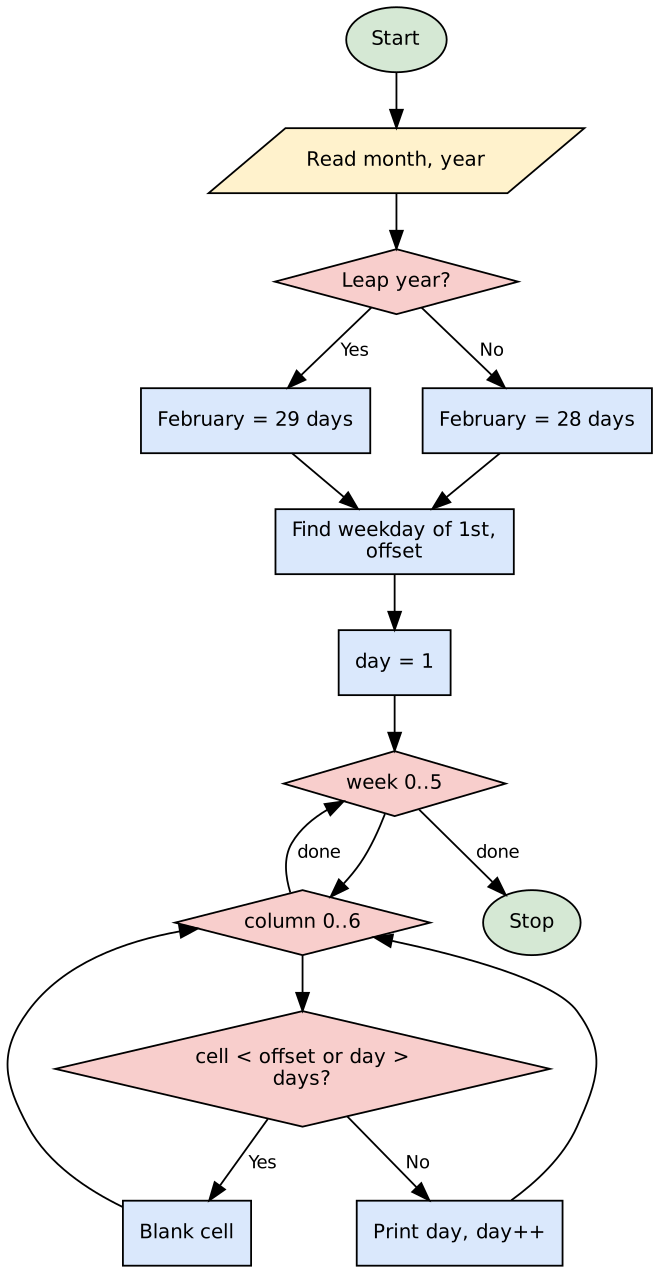 Start
Read month, year
Leap year?
Yes
No
February = 29 days
February = 28 days
Find weekday of 1st,
offset
day = 1
week 0..5
done
done
column 0..6
Stop
cell < offset or day >
days?
Yes
No
Blank cell
Print day, day++